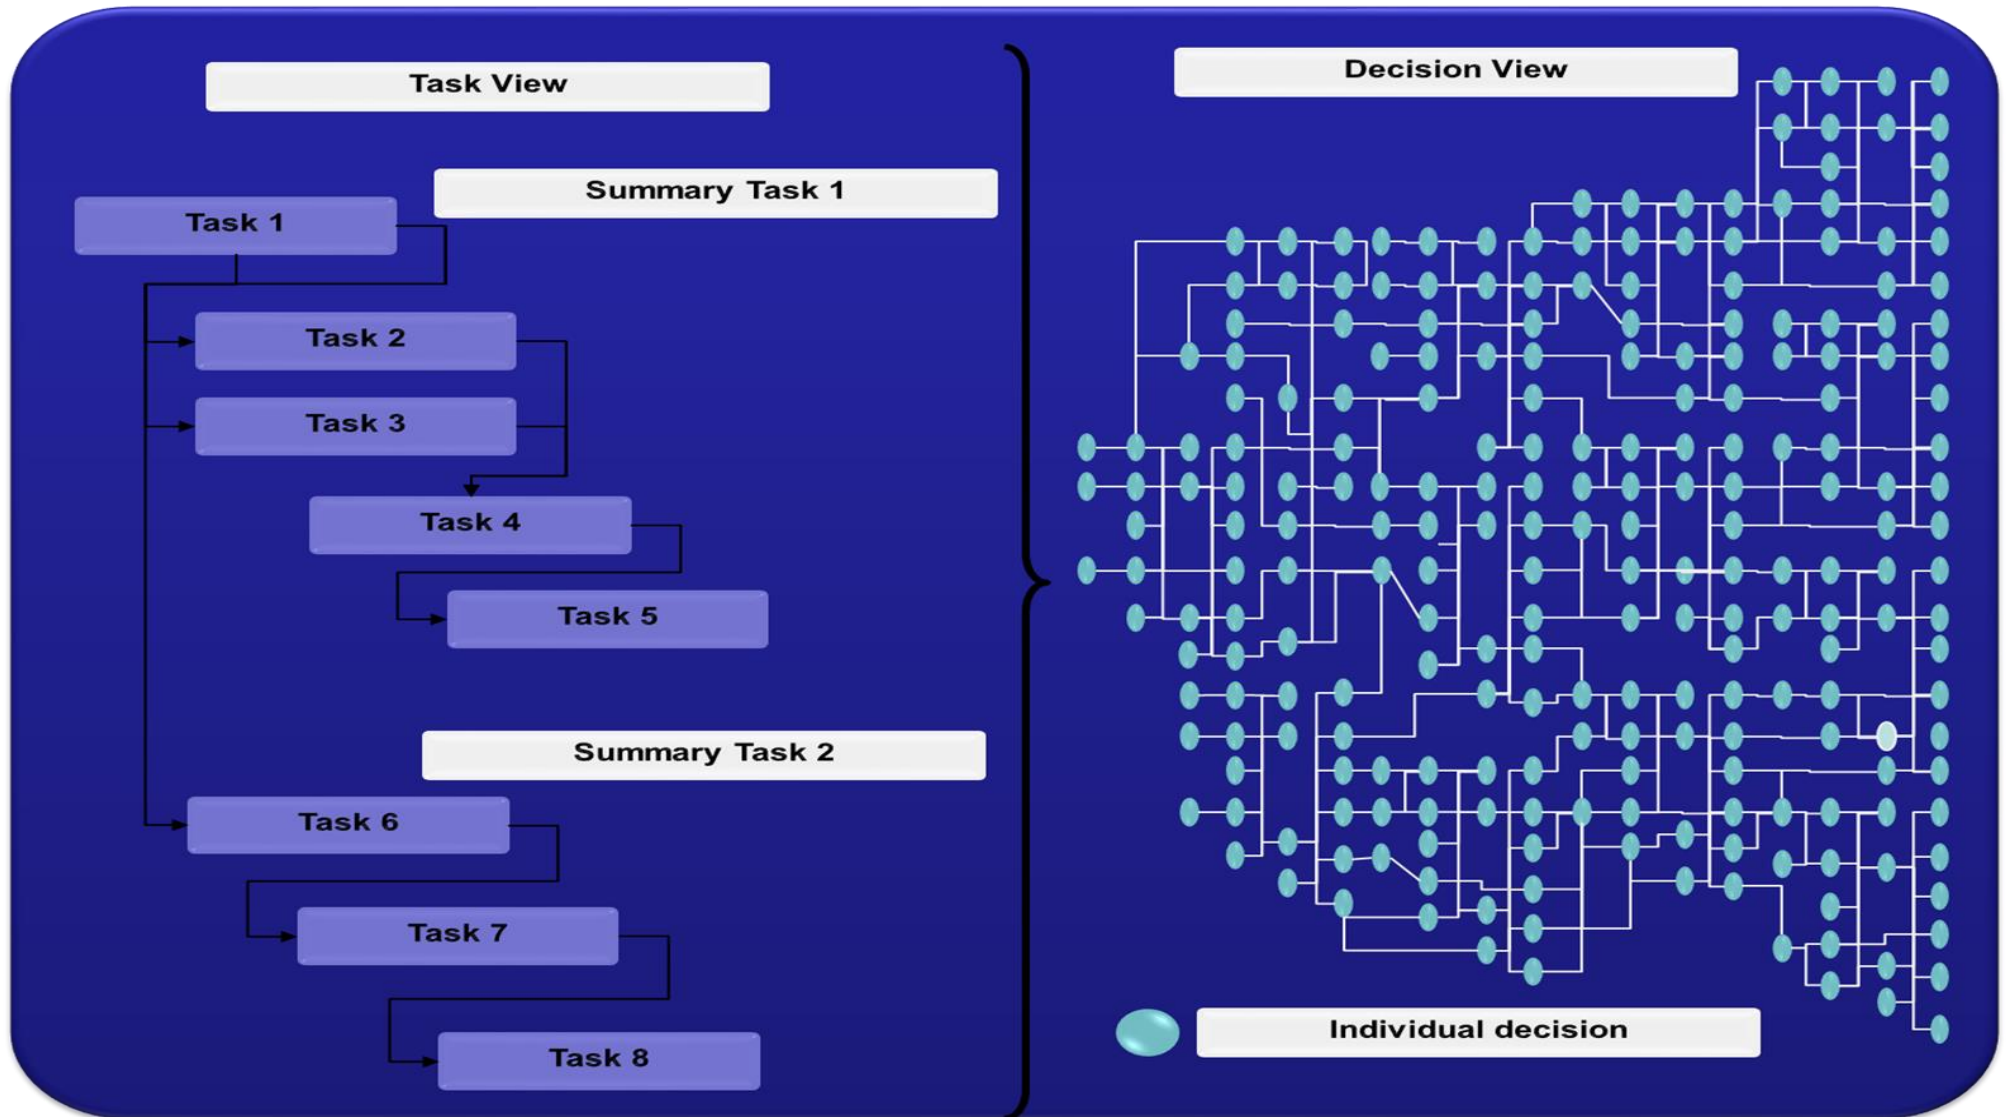 Task View
Summary Task 1
Task 1
Task 2
Task 3
Task 4
Task 5
Summary Task 2
Task 6
Task 7
Task 8
Decision View
Individual decision